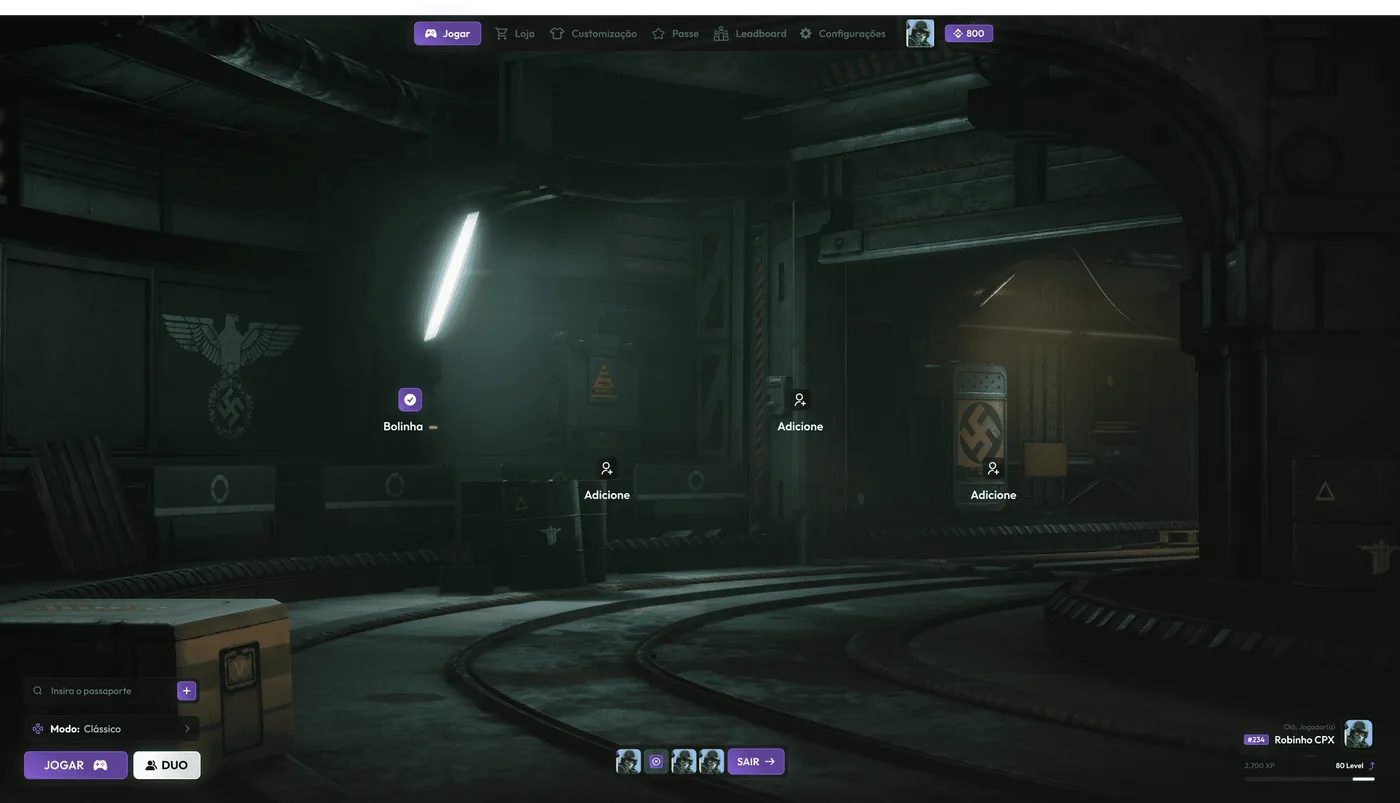 Jogar
Loja
Customização
Passe
Leadboard
Configurações
800
Bolinha
Adicione
Adicione
Adicione
Insira o passaporte
Modo: Clássico
JOGAR
DUO
SAIR
Olá, Jogador(a)
#234 Robinho CPX
2.700 XP
80 Level